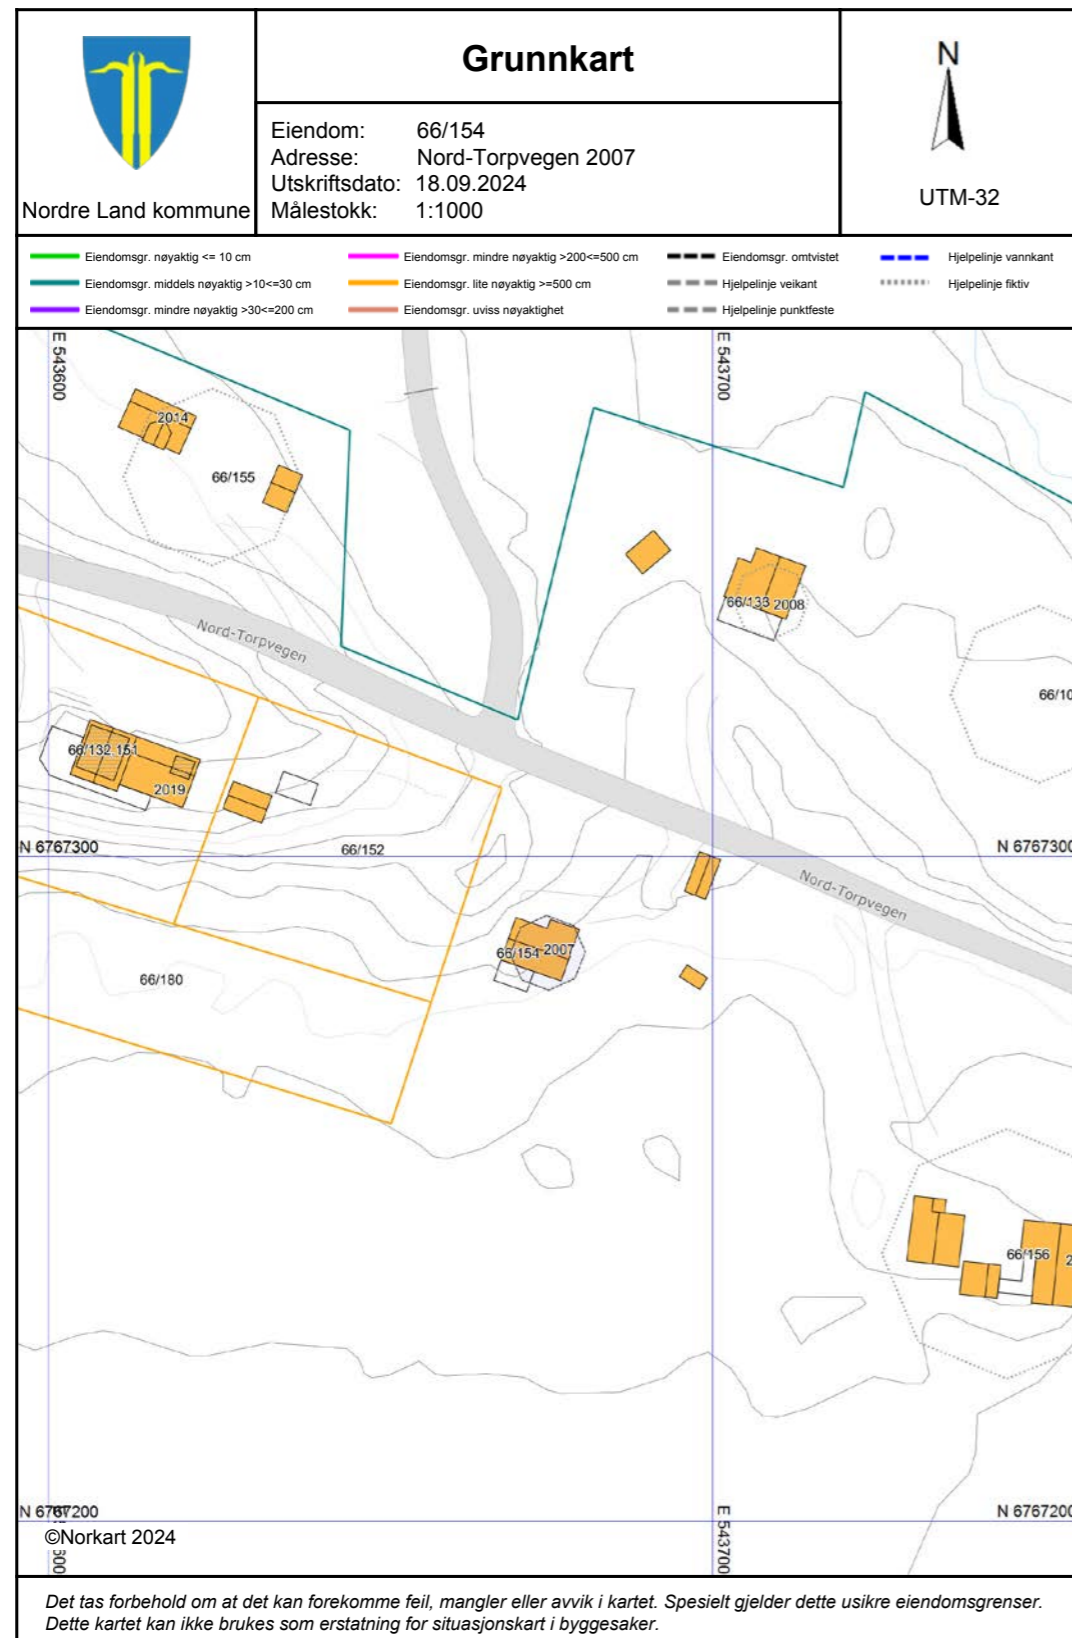 Grunnkart
N
Eiendom: 66/154
Adresse: Nord-Torpvegen 2007
Utskriftsdato: 18.09.2024
Målestokk: 1:1000
Nordre Land kommune
UTM-32
Eiendomsgr. nøyaktig <= 10 cm
Eiendomsgr. middels nøyaktig >10<=30 cm
Eiendomsgr. mindre nøyaktig >30<=200 cm
Eiendomsgr. mindre nøyaktig >200<=500 cm
Eiendomsgr. lite nøyaktig >=500 cm
Eiendomsgr. uviss nøyaktighet
Eiendomsgr. omtvistet
Hjelpelinje veikant
Hjelpelinje punktfeste
Hjelpelinje vannkant
Hjelpelinje fiktiv
E 543600
E 543700
2014
66/155
66/133 2008
Nord-Torpvegen
66/10
66/132.151
2019
N 6767300
66/152
N 6767300
Nord-Torpvegen
66/154 2007
66/180
66/156
2
N 6767200
E 543700
N 6767200
©Norkart 2024
Det tas forbehold om at det kan forekomme feil, mangler eller avvik i kartet. Spesielt gjelder dette usikre eiendomsgrenser.
Dette kartet kan ikke brukes som erstatning for situasjonskart i byggesaker.